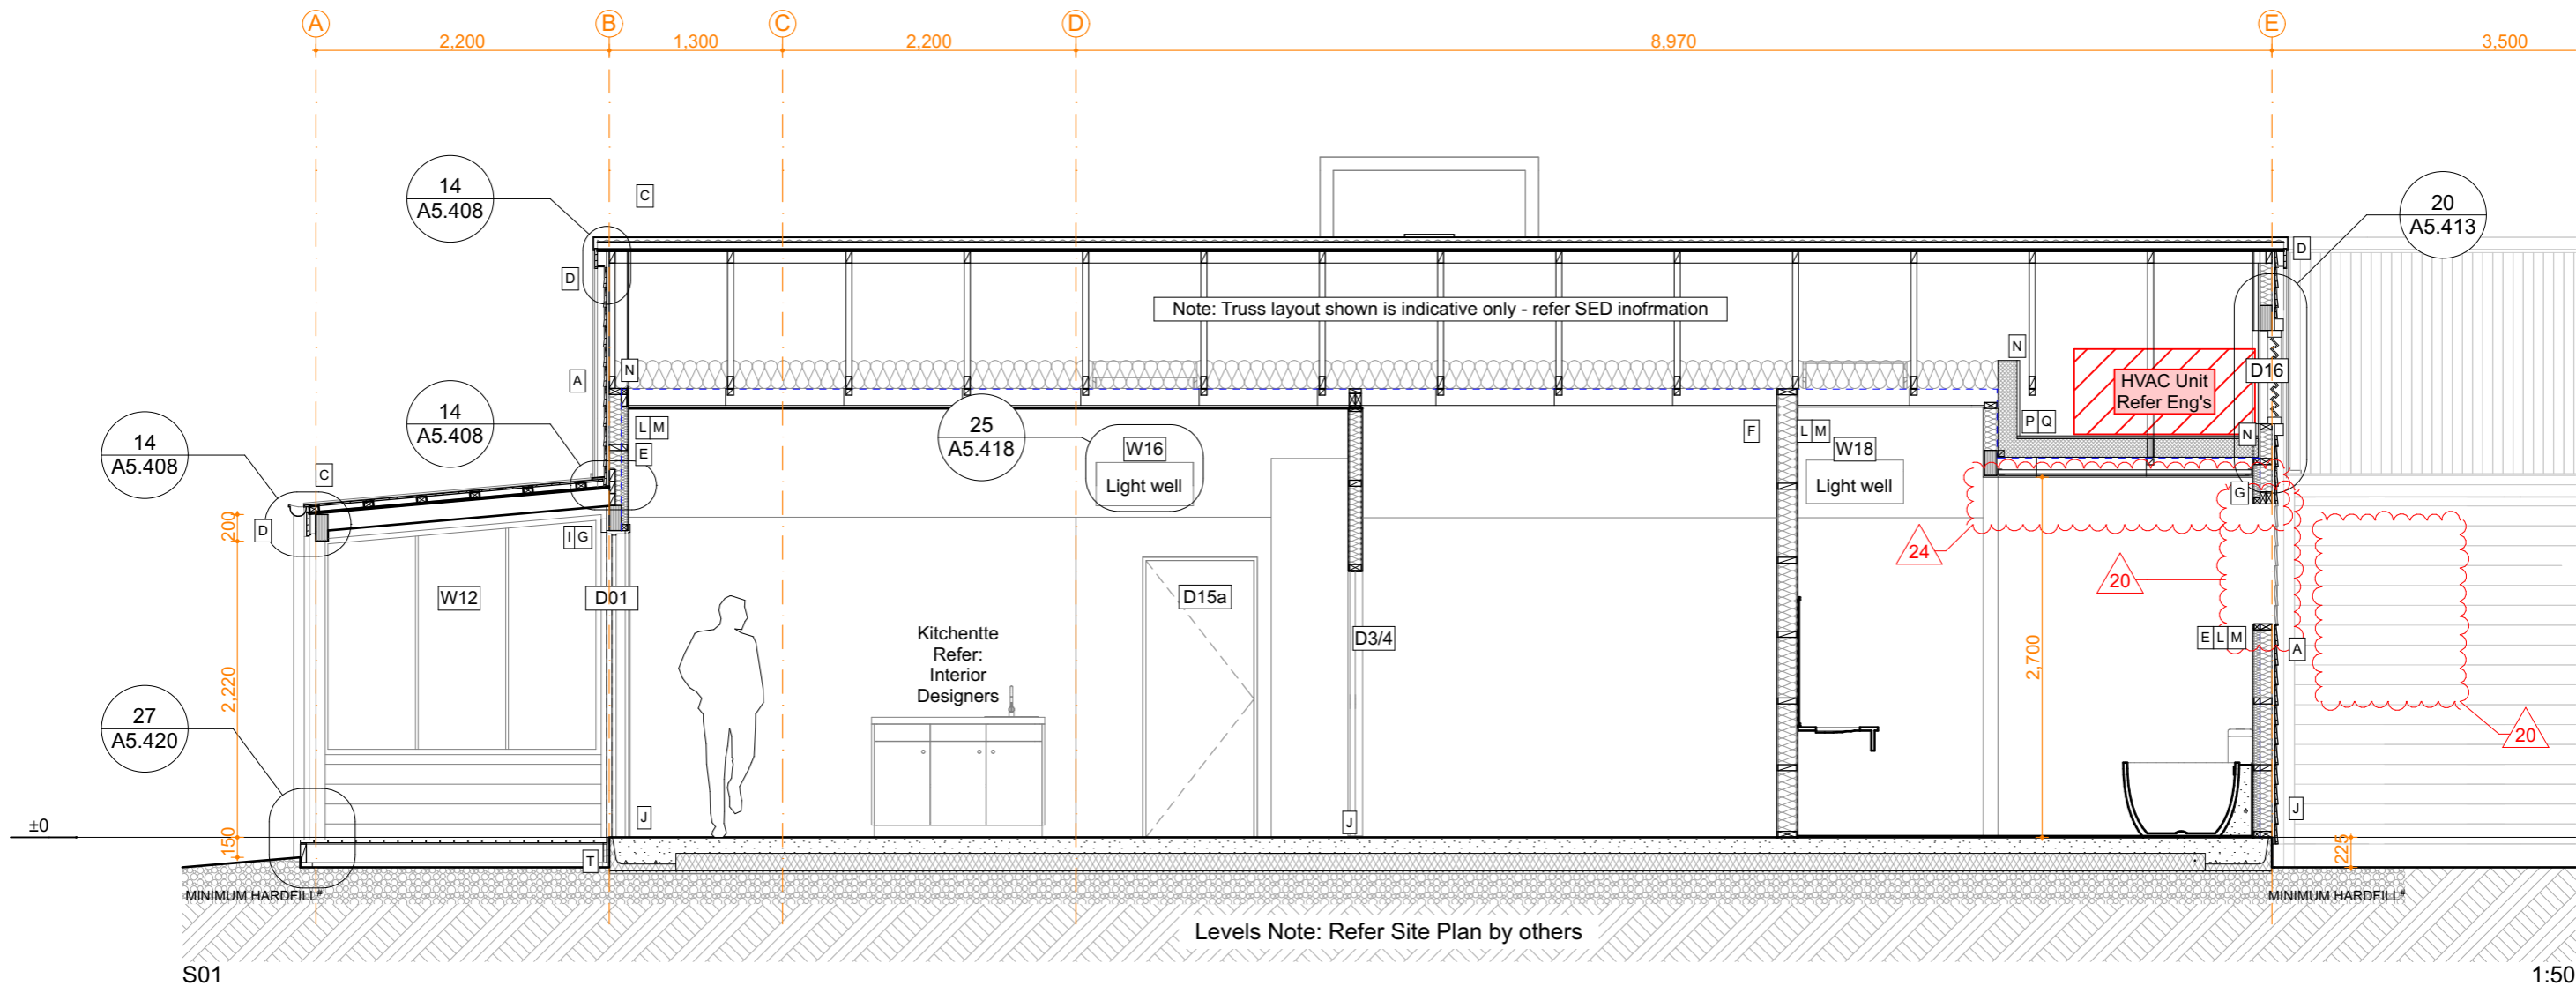 A
B
C
D
E
2,200
1,300
2,200
8,970
3,500
14
A5.408
C
20
A5.413
D
D
Note: Truss layout shown is indicative only - refer SED inofrmation
A
N
N
HVAC Unit
Refer Eng's
D16
14
A5.408
14
A5.408
L M
E
25
A5.418
W16
Light well
F
L M
W18
Light well
P Q
N
C
D
200
I G
G
24
20
W12
D01
D15a
Kitchentte
Refer:
Interior
Designers
D3/4
2,700
E L M
A
2,220
27
A5.420
20
±0
150
J
J
J
T
225
MINIMUM HARDFILL#
MINIMUM HARDFILL#
Levels Note: Refer Site Plan by others
S01
1:50